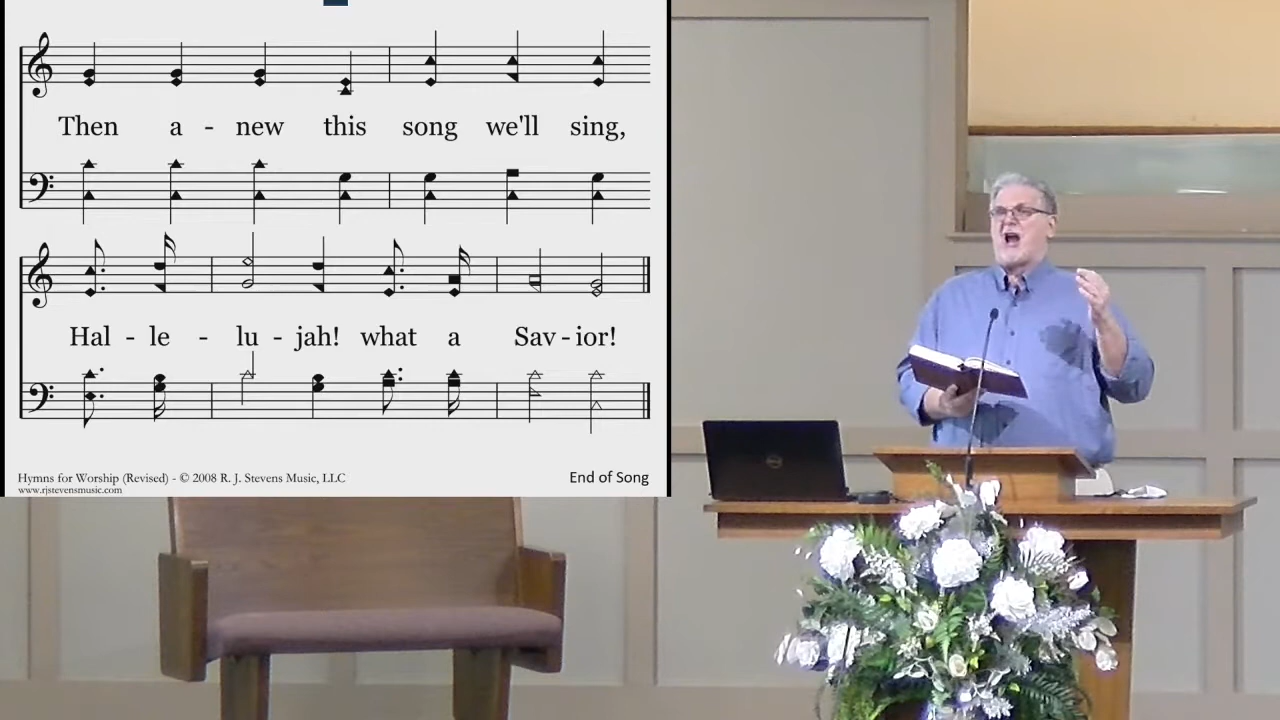 Then a - new this song we'll sing,
Hal - le - lu - jah! what a Sav - ior!
Hymns for Worship (Revised) - © 2008 R. J. Stevens Music, LLC
End of Song
www.rjstevensmusic.com